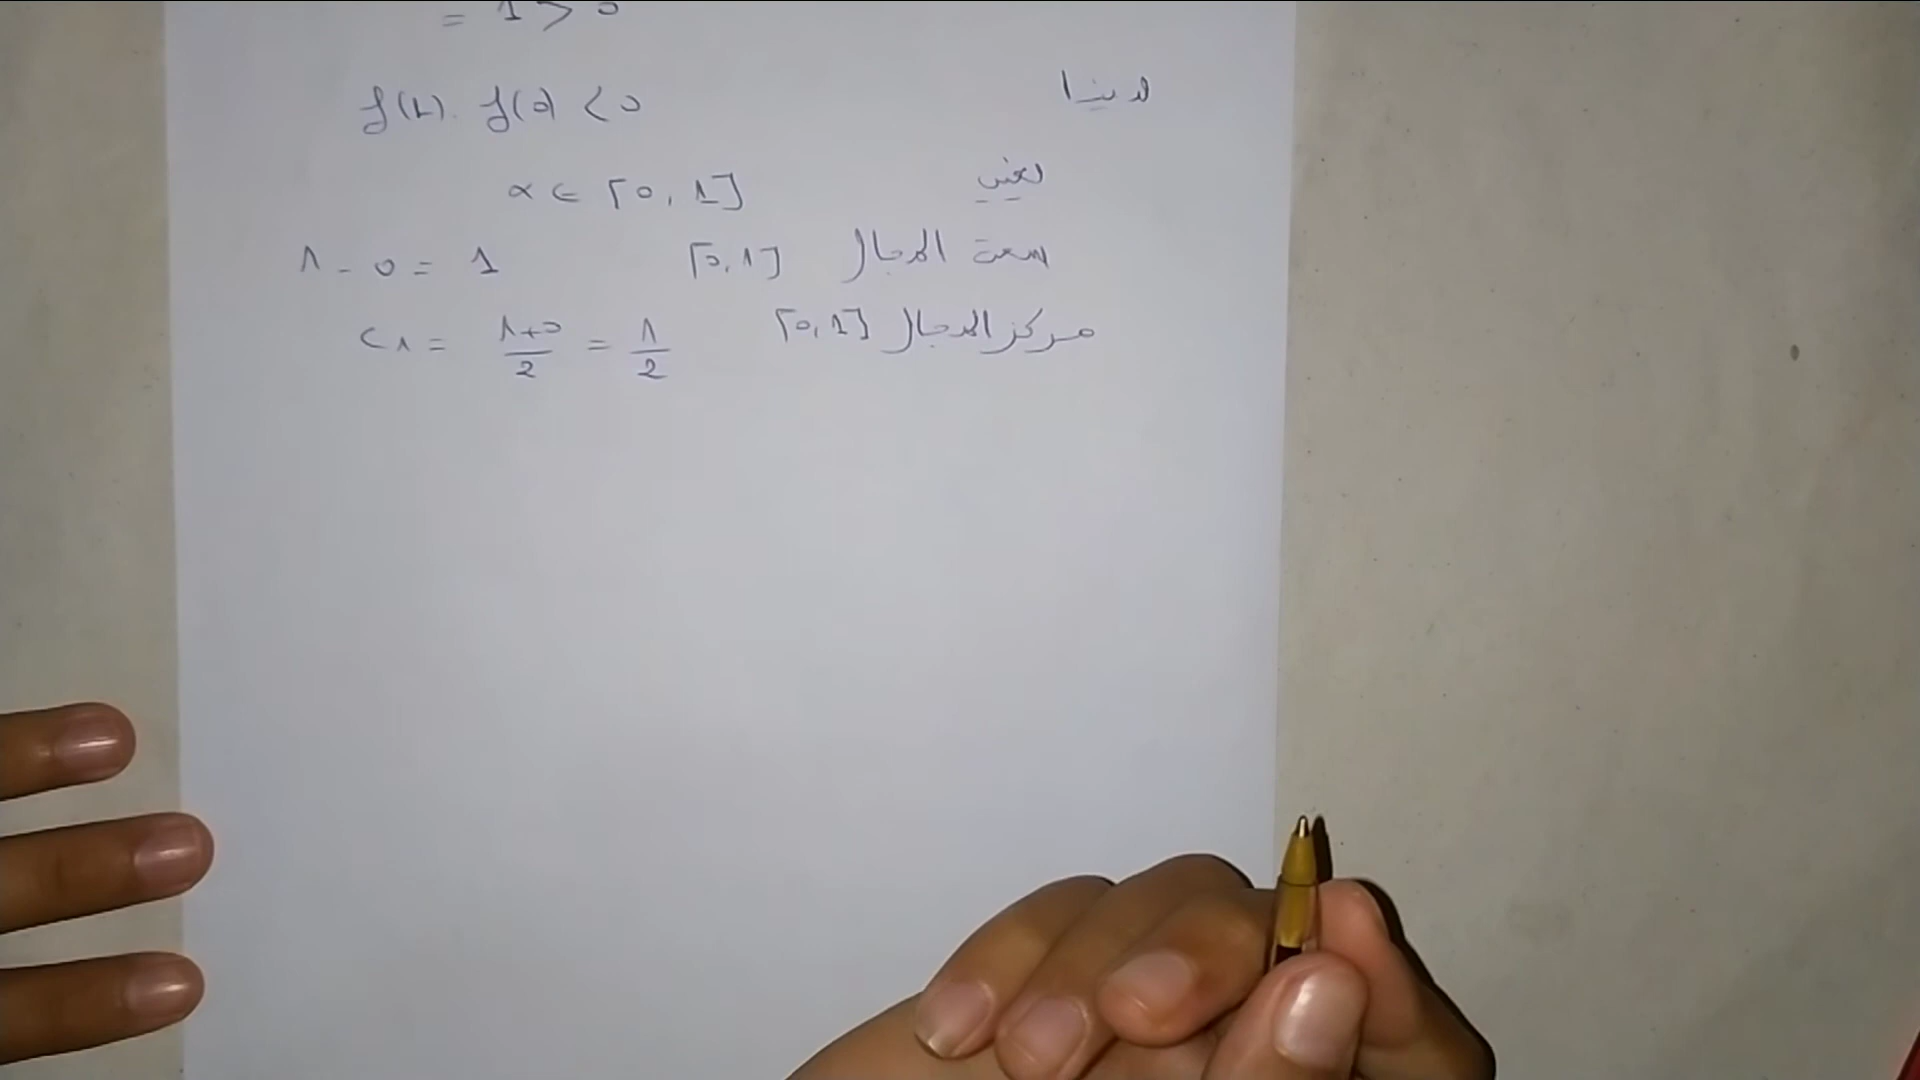 = 1 > 0
لدينا f(1). f(0) < 0
يعني α ∈ [0, 1]
سعة المجال [0, 1] 1 - 0 = 1
مركز المجال [0, 1] c1 = 1+0/2 = 1/2